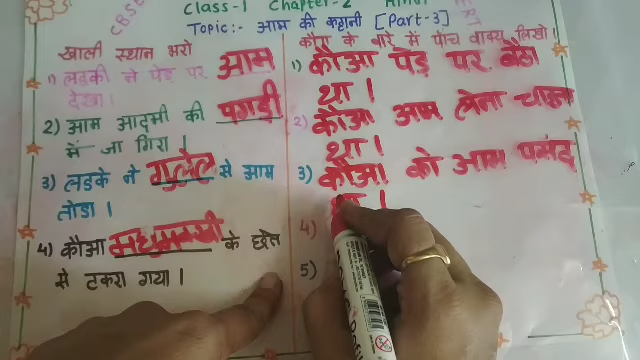 CBSE
Class-1 Chapter-2 Hindi
Topic:- आम की कहानी [Part-3]
खाली स्थान भरो
1) लड़की ने पेड़ पर आम
देखा।
2) आम आदमी की पगड़ी
में जा गिरा।
3) लड़के ने गुलेल से आम
तोडा।
4) कौआ मधुमक्खी के छत्ते
से टकरा गया।
कौए के बारे में पाँच वाक्य लिखो।
1) कौआ पेड़ पर बैठा
था।
2) कौआ आम लेना चाहता
था।
3) कौआ को आम पसंद
था।
4)
5)